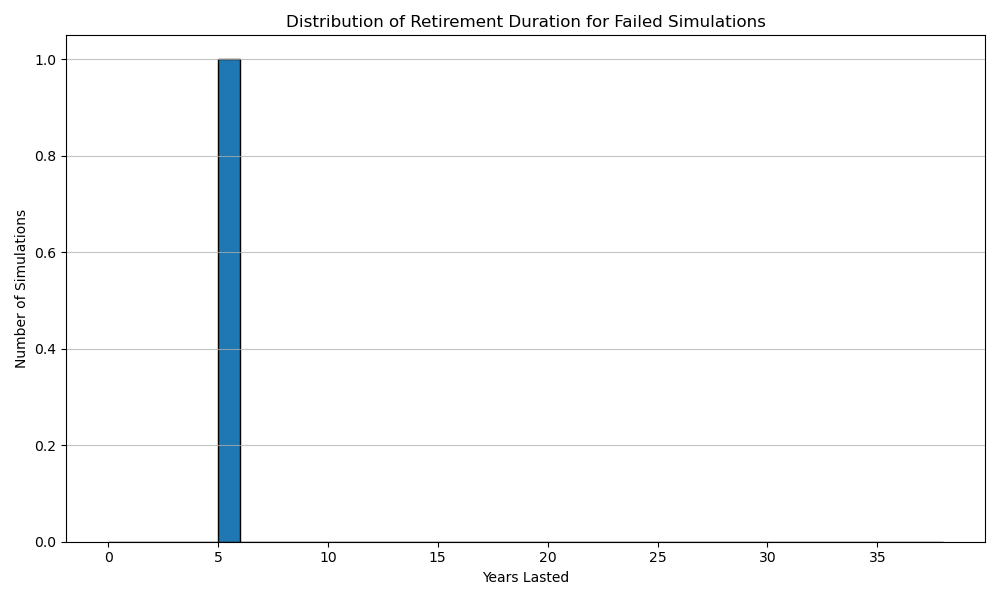 Distribution of Retirement Duration for Failed Simulations
1.0
0.8
0.6
0.4
0.2
0.0
Number of Simulations
0 5 10 15 20 25 30 35
Years Lasted